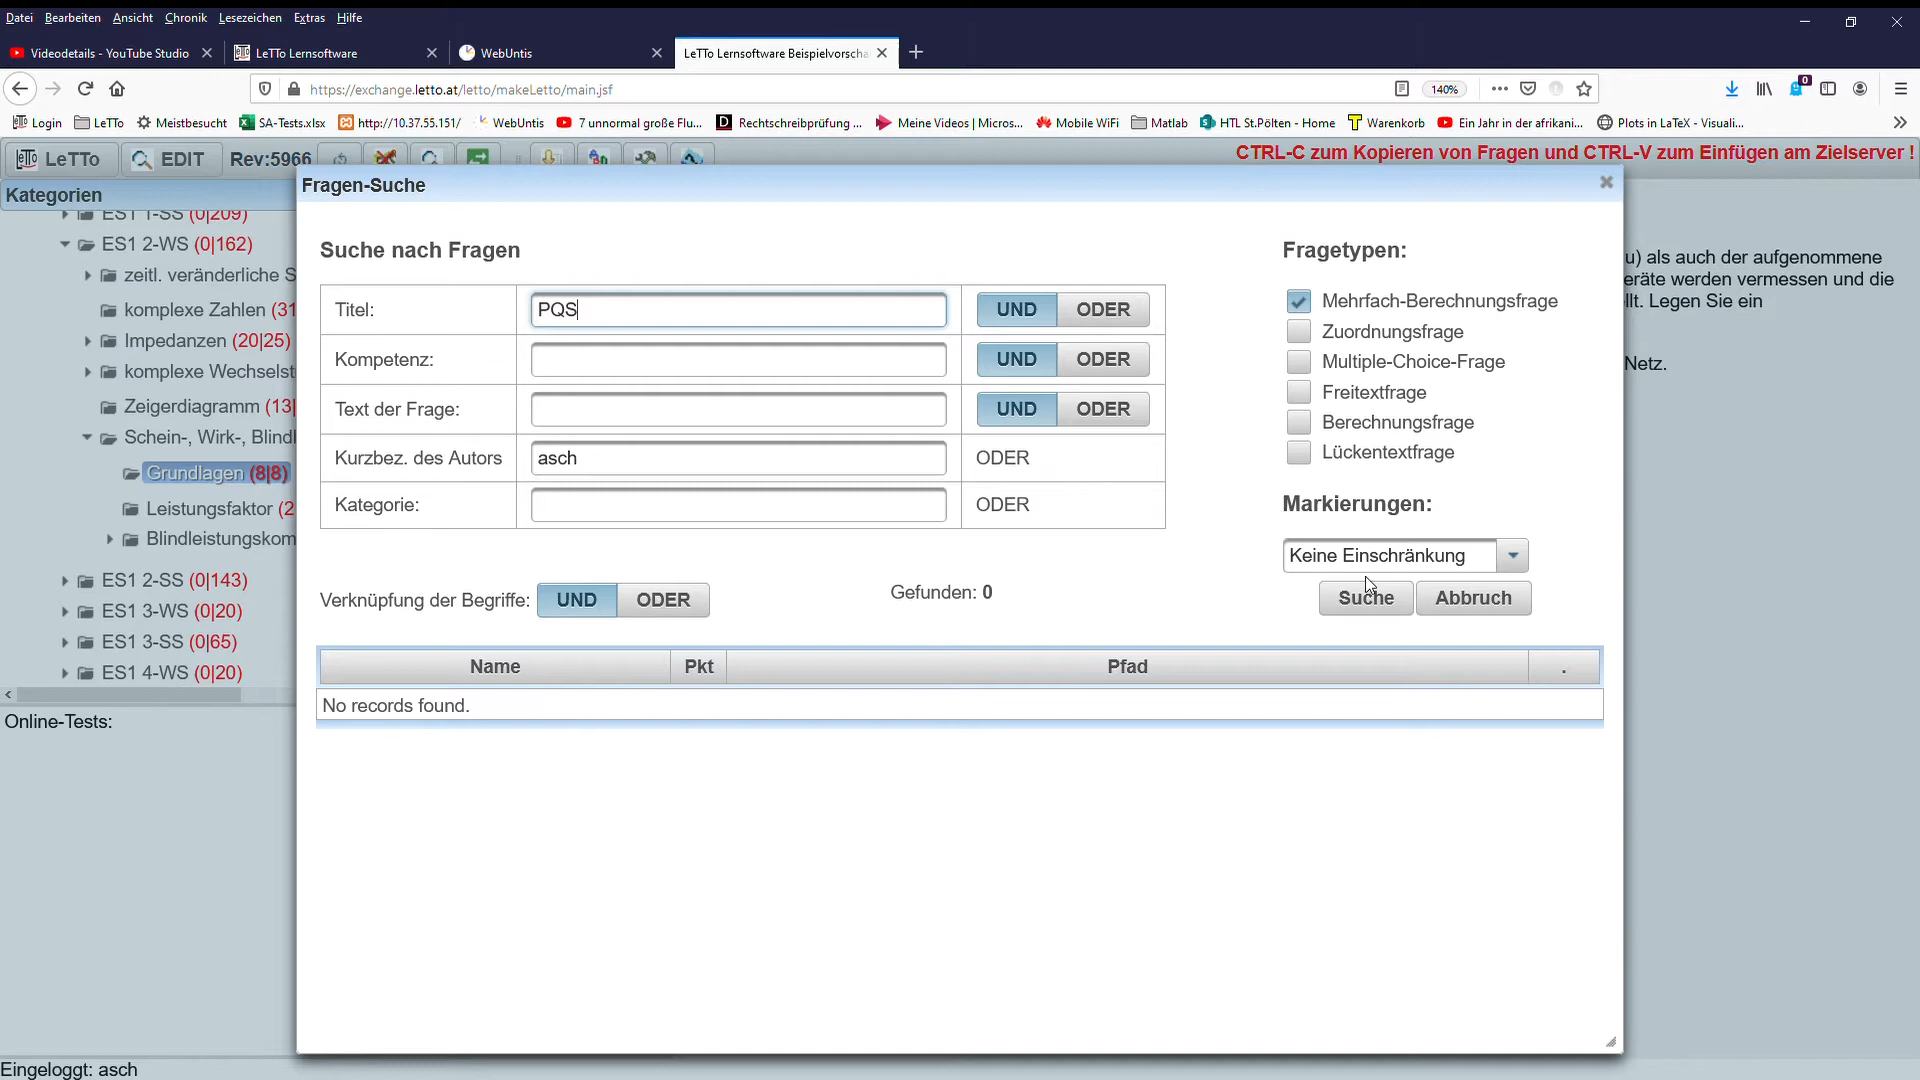 Datei Bearbeiten Ansicht Chronik Lesezeichen Extras Hilfe
Videodetails - YouTube Studio LeTTo Lernsoftware WebUntis LeTTo Lernsoftware Beispielvorscha
https://exchange.letto.at/letto/makeLetto/main.jsf 140% 0
Login LeTTo Meistbesucht SA-Tests.xlsx http://10.37.55.151/ WebUntis 7 unnormal große Flu... Rechtschreibprüfung ... Meine Videos | Micros... Mobile WiFi Matlab HTL St.Pölten - Home Warenkorb Ein Jahr in der afrikani... Plots in LaTeX - Visuali...
LeTTo EDIT Rev:5966 CTRL-C zum Kopieren von Fragen und CTRL-V zum Einfügen am Zielserver !
Kategorien
ES1 1-SS (0|209)
ES1 2-WS (0|162)
zeitl. veränderliche S
komplexe Zahlen (31
Impedanzen (20|25)
komplexe Wechselst
Zeigerdiagramm (13|
Schein-, Wirk-, Blindl
Grundlagen (8|8)
Leistungsfaktor (2
Blindleistungskom
ES1 2-SS (0|143)
ES1 3-WS (0|20)
ES1 3-SS (0|65)
ES1 4-WS (0|20)
Online-Tests:
Eingeloggt: asch
Fragen-Suche
Suche nach Fragen
Titel: PQS UND ODER
Kompetenz: UND ODER
Text der Frage: UND ODER
Kurzbez. des Autors asch ODER
Kategorie: ODER
Verknüpfung der Begriffe: UND ODER
Gefunden: 0
Fragetypen:
Mehrfach-Berechnungsfrage
Zuordnungsfrage
Multiple-Choice-Frage
Freitextfrage
Berechnungsfrage
Lückentextfrage
Markierungen:
Keine Einschränkung
Suche Abbruch
Name Pkt Pfad .
No records found.
u) als auch der aufgenommene
eräte werden vermessen und die
llt. Legen Sie ein
Netz.